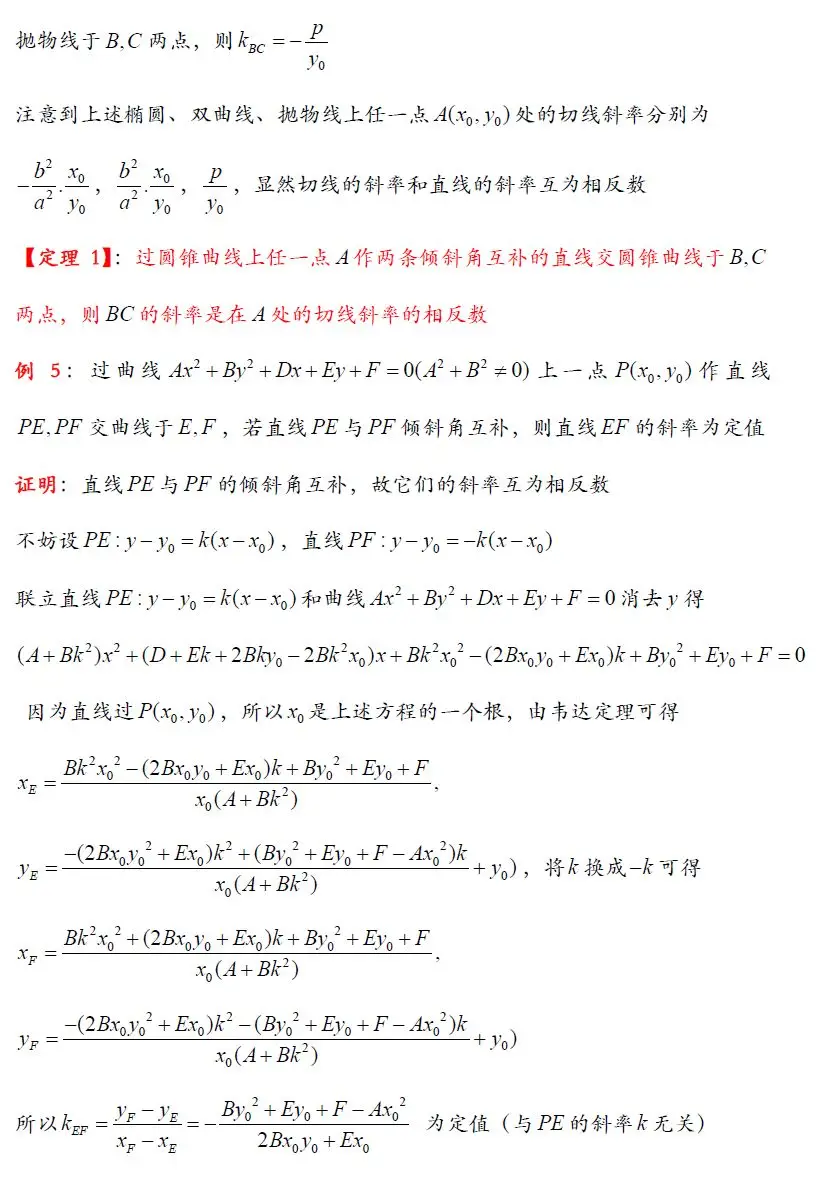 抛物线于 B,C 两点，则 k_{BC} = -\frac{p}{y_0}
注意到上述椭圆、双曲线、抛物线上任一点 A(x_0, y_0) 处的切线斜率分别为
-\frac{b^2}{a^2}.\frac{x_0}{y_0}，\frac{b^2}{a^2}.\frac{x_0}{y_0}，\frac{p}{y_0}，显然切线的斜率和直线的斜率互为相反数
【定理 1】：过圆锥曲线上任一点 A 作两条倾斜角互补的直线交圆锥曲线于 B,C
两点，则 BC 的斜率是在 A 处的切线斜率的相反数
例 5：过曲线 Ax^2 + By^2 + Dx + Ey + F = 0(A^2 + B^2 ≠ 0) 上一点 P(x_0, y_0) 作直线
PE, PF 交曲线于 E, F，若直线 PE 与 PF 倾斜角互补，则直线 EF 的斜率为定值
证明：直线 PE 与 PF 的倾斜角互补，故它们的斜率互为相反数
不妨设 PE : y - y_0 = k(x - x_0)，直线 PF : y - y_0 = -k(x - x_0)
联立直线 PE : y - y_0 = k(x - x_0) 和曲线 Ax^2 + By^2 + Dx + Ey + F = 0 消去 y 得
(A + Bk^2)x^2 + (D + Ek + 2Bky_0 - 2Bk^2x_0)x + Bk^2x_0^2 - (2Bx_0y_0 + Ex_0)k + By_0^2 + Ey_0 + F = 0
因为直线过 P(x_0, y_0)，所以 x_0 是上述方程的一个根，由韦达定理可得
x_E = \frac{Bk^2x_0^2 - (2Bx_0y_0 + Ex_0)k + By_0^2 + Ey_0 + F}{x_0(A + Bk^2)},
y_E = \frac{-(2Bx_0y_0^2 + Ex_0)k^2 + (By_0^2 + Ey_0 + F - Ax_0^2)k}{x_0(A + Bk^2)} + y_0)，将 k 换成 -k 可得
x_F = \frac{Bk^2x_0^2 + (2Bx_0y_0 + Ex_0)k + By_0^2 + Ey_0 + F}{x_0(A + Bk^2)},
y_F = \frac{-(2Bx_0y_0^2 + Ex_0)k^2 - (By_0^2 + Ey_0 + F - Ax_0^2)k}{x_0(A + Bk^2)} + y_0)
所以 k_{EF} = \frac{y_F - y_E}{x_F - x_E} = -\frac{By_0^2 + Ey_0 + F - Ax_0^2}{2Bx_0y_0 + Ex_0} 为定值（与 PE 的斜率 k 无关）